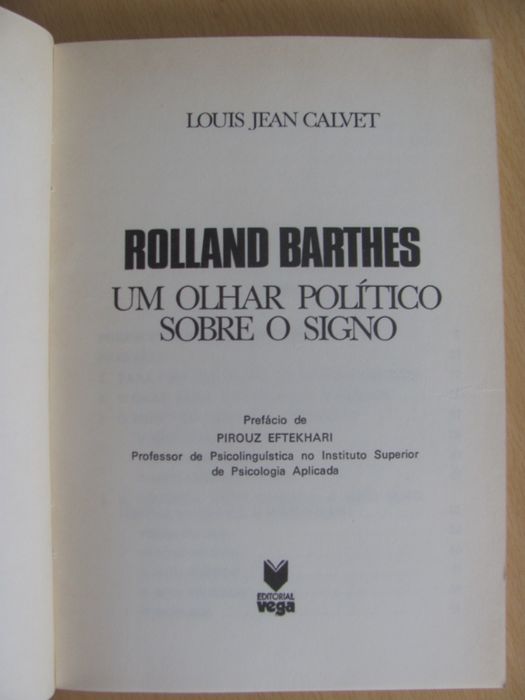 LOUIS JEAN CALVET
ROLLAND BARTHES
UM OLHAR POLÍTICO
SOBRE O SIGNO
Prefácio de
PIROUZ EFTEKHARI
Professor de Psicolinguística no Instituto Superior
de Psicologia Aplicada
EDITORIAL
vega